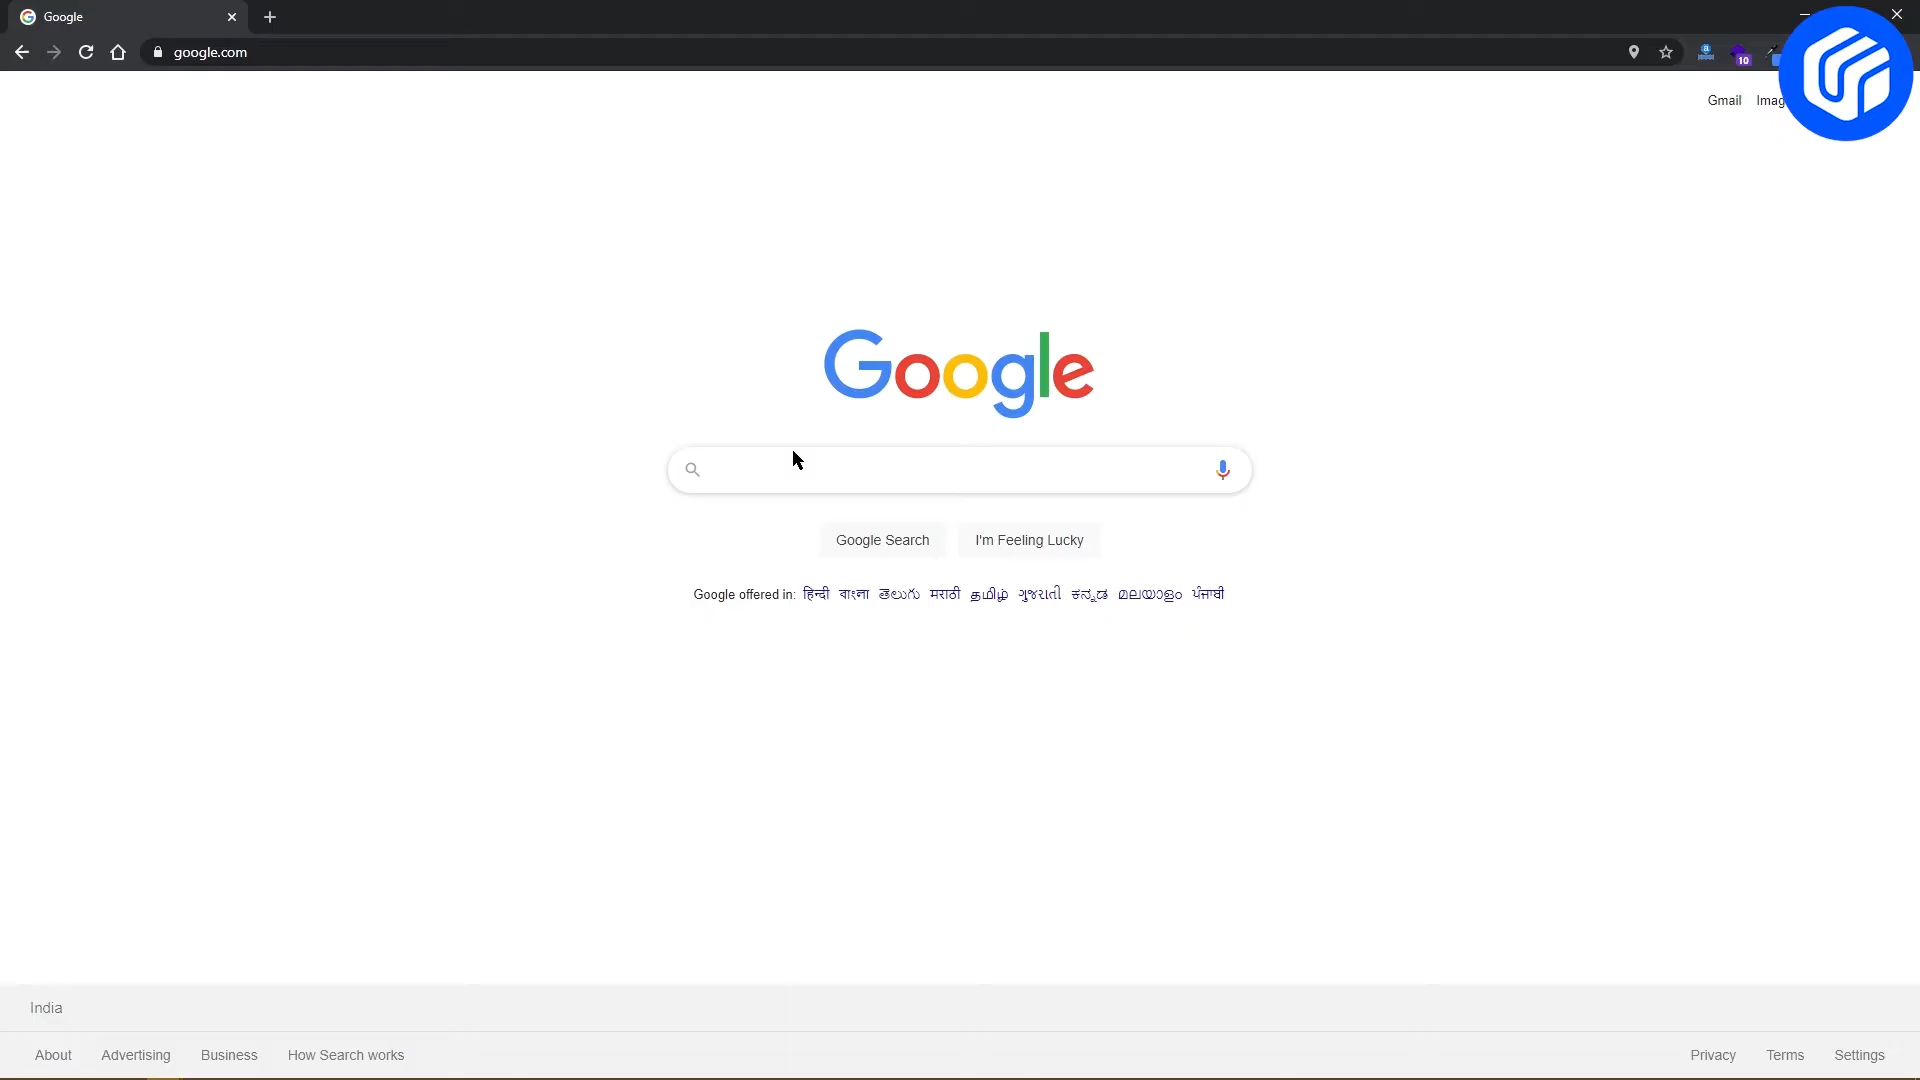 Google
google.com
10
Gmail
Google
Google Search I'm Feeling Lucky
Google offered in: हिन्दी বাংলা తెలుగు मराठी தமிழ் ગુજરાતી ಕನ್ನಡ മലയാളം ਪੰਜਾਬੀ
India
About Advertising Business How Search works Privacy Terms Settings